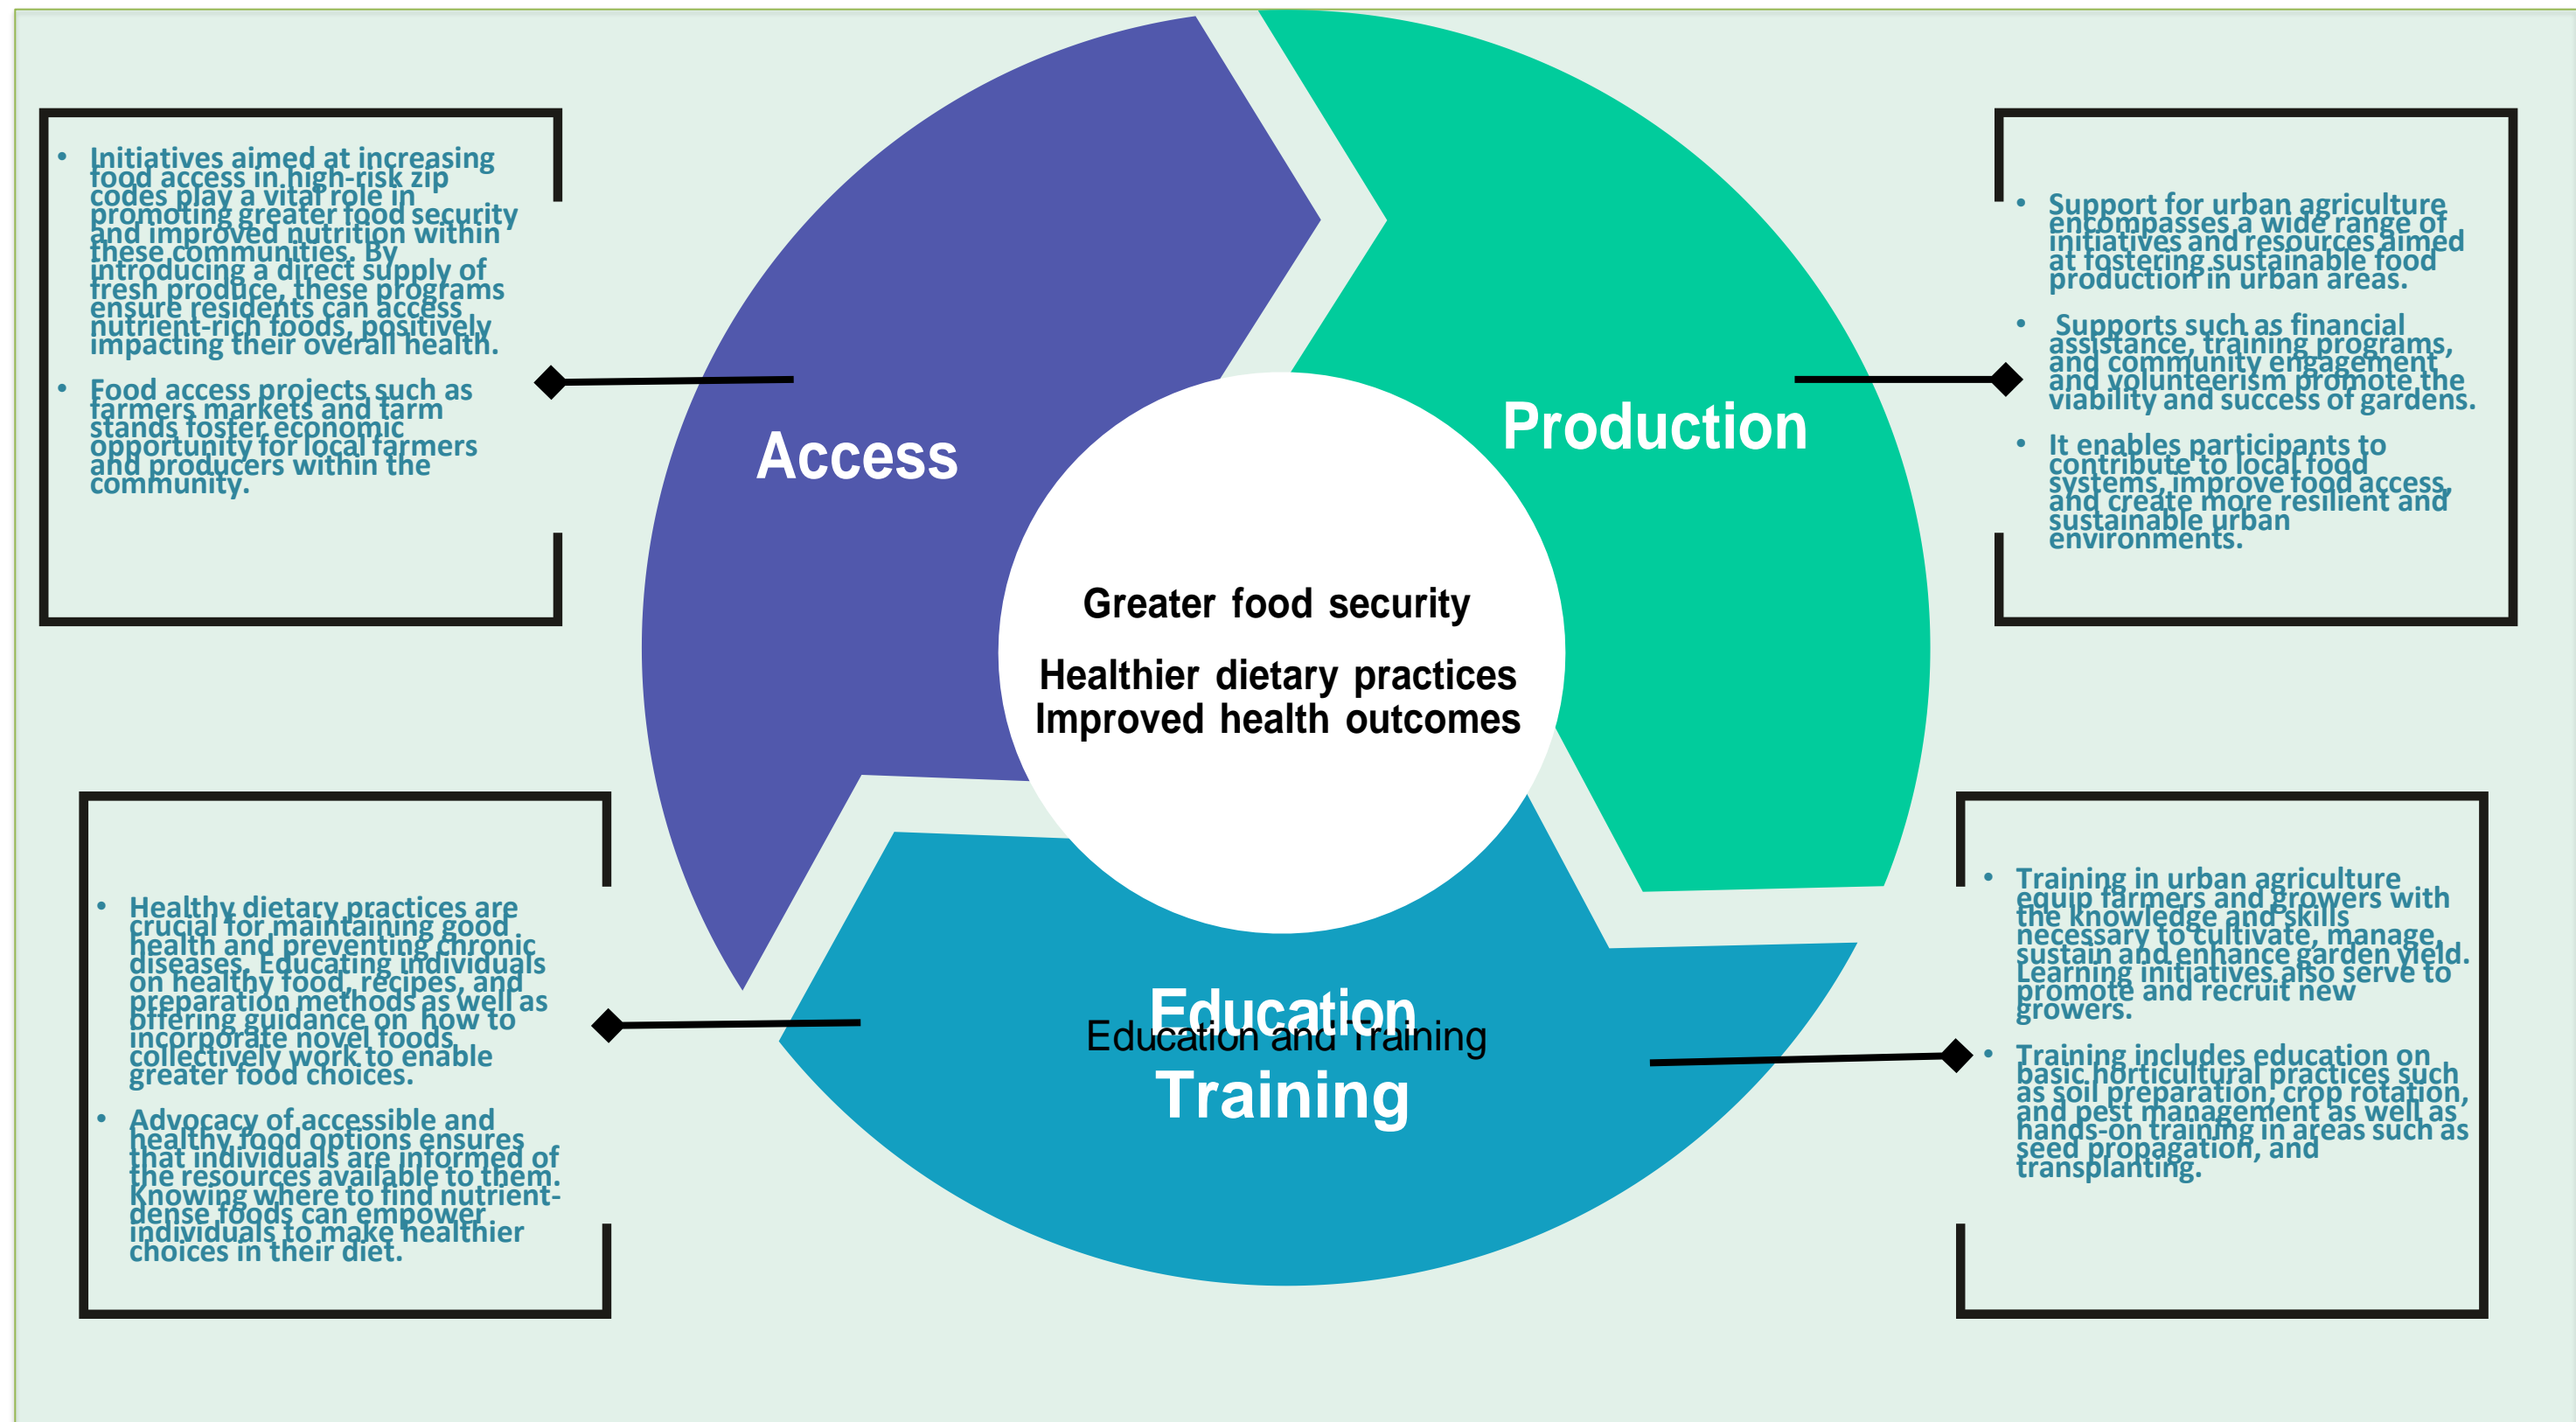 • Initiatives aimed at increasing
food access in high-risk zip
codes play a vital role in
promoting greater food security
and improved nutrition within
these communities. By
introducing a direct supply of
fresh produce, these programs
ensure residents can access
nutrient-rich foods, positively
impacting their overall health.
• Food access projects such as
farmers markets and farm
stands foster economic
opportunity for local farmers
and producers within the
community.
Access
Production
• Support for urban agriculture
encompasses a wide range of
initiatives and resources aimed
at fostering sustainable food
production in urban areas.
• Supports such as financial
assistance, training programs,
and community engagement
and volunteerism promote the
viability and success of gardens.
• It enables participants to
contribute to local food
systems, improve food access,
and create more resilient and
sustainable urban
environments.
Greater food security
Healthier dietary practices
Improved health outcomes
• Healthy dietary practices are
crucial for maintaining good
health and preventing chronic
diseases. Educating individuals
on healthy food, recipes, and
preparation methods as well as
offering guidance on how to
incorporate novel foods
collectively work to enable
greater food choices.
• Advocacy of accessible and
healthy food options ensures
that individuals are informed of
the resources available to them.
Knowing where to find nutrient-
dense foods can empower
individuals to make healthier
choices in their diet.
Education
Education and Training
Training
• Training in urban agriculture
equip farmers and growers with
the knowledge and skills
necessary to cultivate, manage,
sustain and enhance garden yield.
Learning initiatives also serve to
promote and recruit new
growers.
• Training includes education on
basic horticultural practices such
as soil preparation, crop rotation,
and pest management as well as
hands-on training in areas such as
seed propagation, and
transplanting.